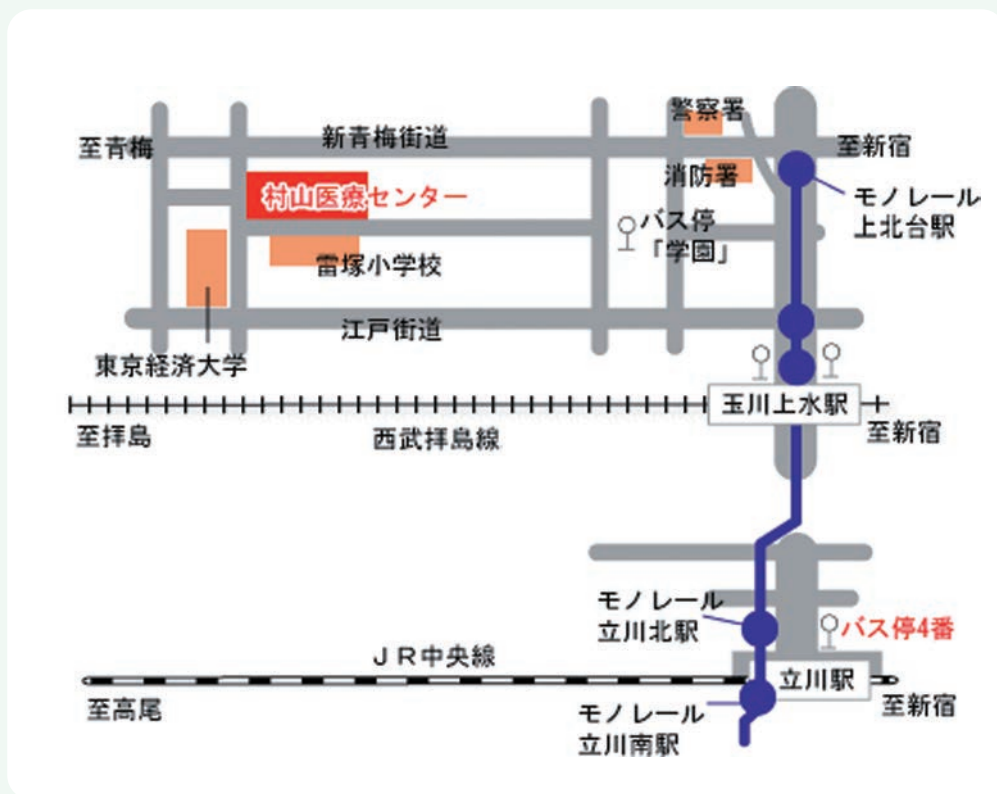 警察署
新青梅街道
至青梅
至新宿
消防署
村山医療センター
モノレール
上北台駅
バス停
「学園」
雷塚小学校
江戸街道
東京経済大学
玉川上水駅
至拝島
西武拝島線
至新宿
モノレール
立川北駅
バス停4番
JR中央線
立川駅
至高尾
至新宿
モノレール
立川南駅